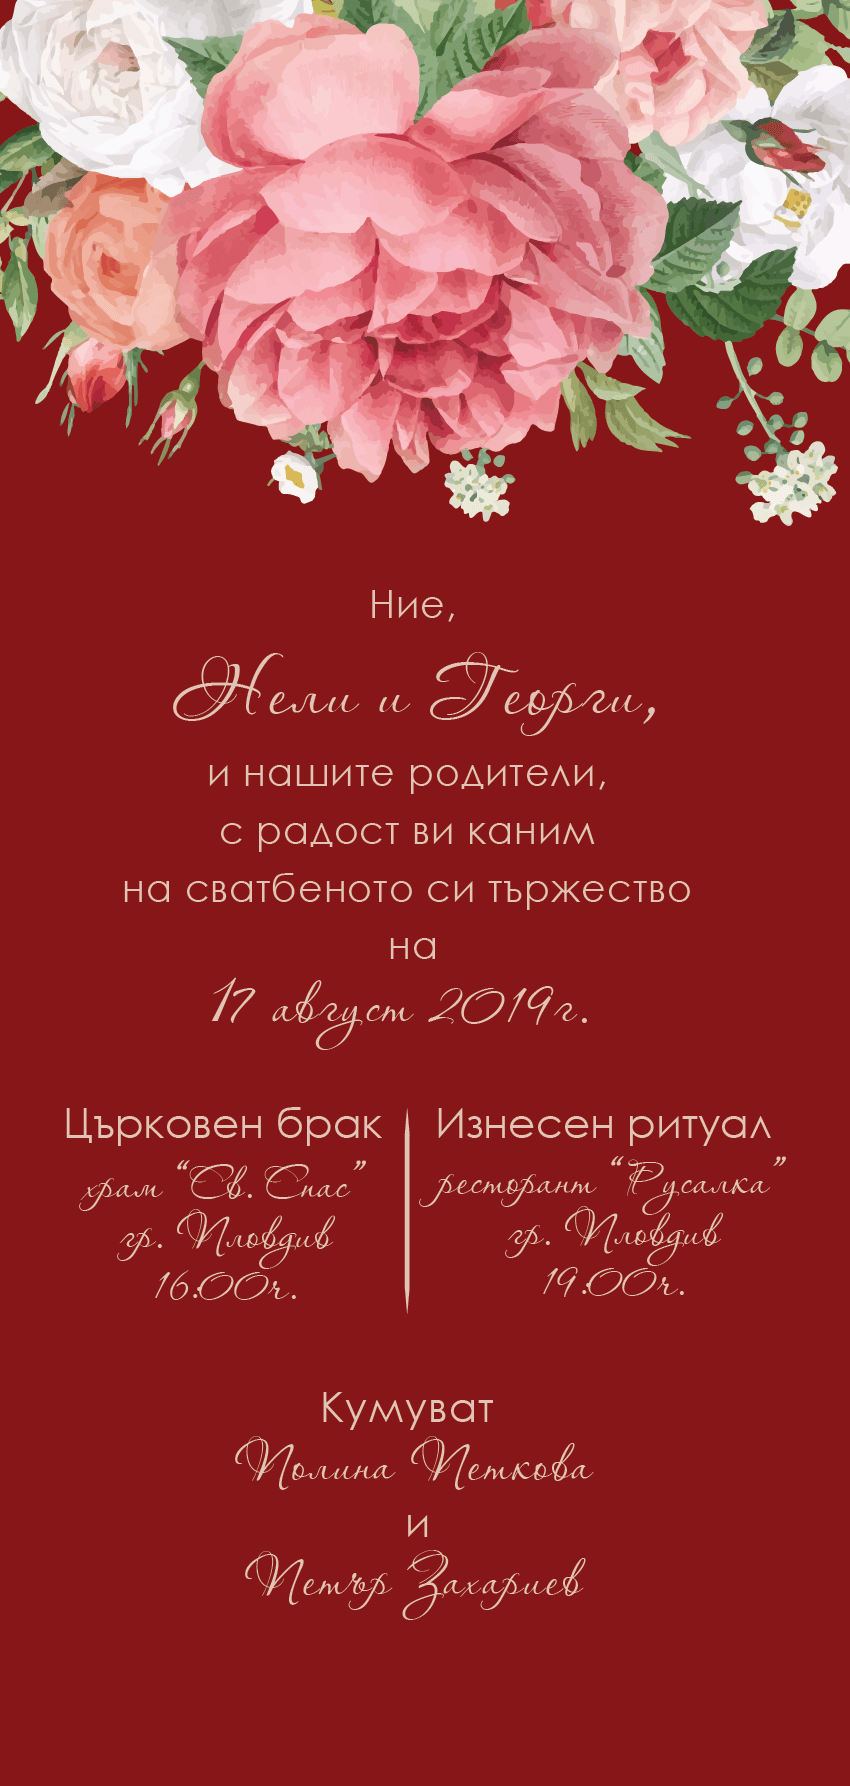 Ние,
Нели и Георги,
и нашите родители,
с радост ви каним
на сватбеното си тържество
на
17 август 2019г.
Църковен брак
храм “Св. Спас”
гр. Пловдив
16:00ч.
Изнесен ритуал
ресторант “Русалка”
гр. Пловдив
19:00ч.
Кумуват
Полина Петкова
и
Петър Захариев